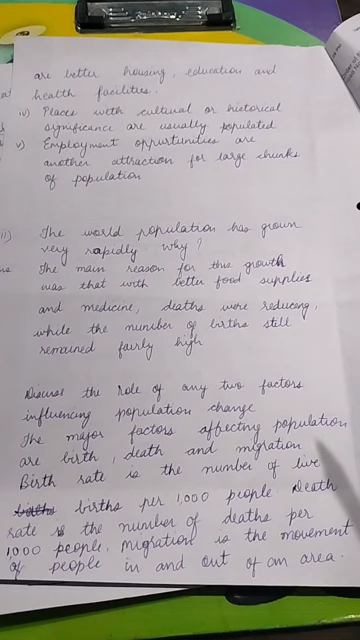 are better housing, education and
health facilities.
iv) Places with cultural or historical
significance are usually populated
v) Employment oppurtunities are
another attraction for large chunks
of population
ii) The world population has grown
very rapidly why?
The main reason for this growth
was that with better food supplies
and medicine, deaths were reducing,
while the number of births still
remained fairly high
Discuss the role of any two factors
influencing population change
The major factors affecting population
are birth, death and migration
Birth rate is the number of live
births per 1,000 people. Death
rate is the number of deaths per
1,000 people. Migration is the movement
of people in and out of an area.